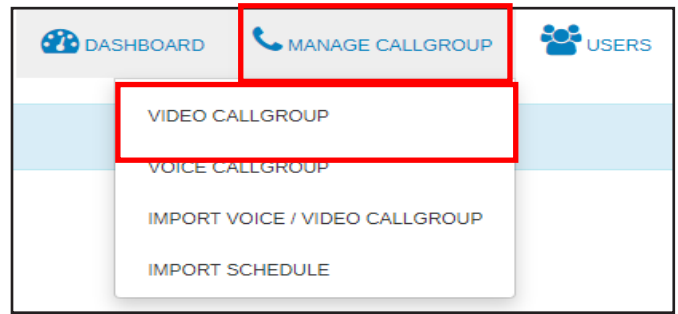 DASHBOARD MANAGE CALLGROUP USERS
VIDEO CALLGROUP
VOICE CALLGROUP
IMPORT VOICE / VIDEO CALLGROUP
IMPORT SCHEDULE